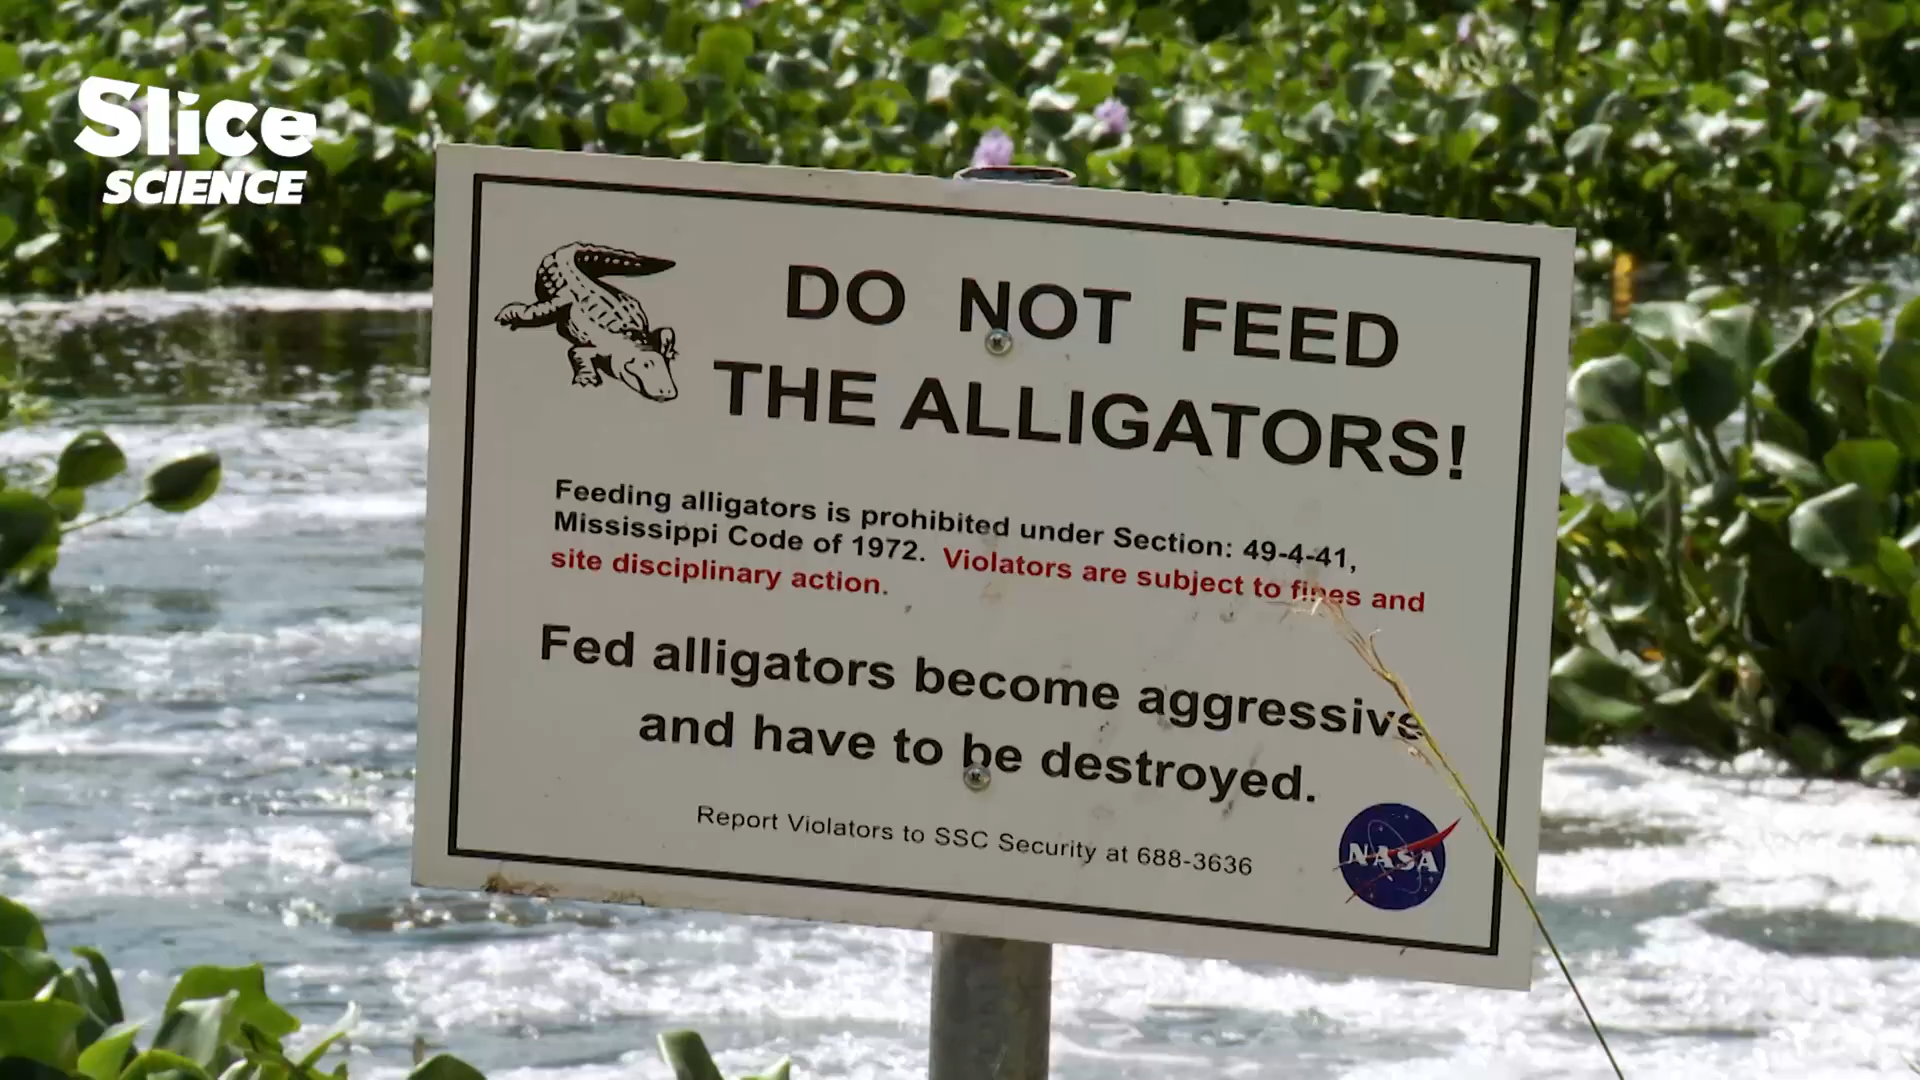 Slice
SCIENCE
DO NOT FEED
THE ALLIGATORS!
Feeding alligators is prohibited under Section: 49-4-41,
Mississippi Code of 1972. Violators are subject to fines and
site disciplinary action.
Fed alligators become aggressive
and have to be destroyed.
Report Violators to SSC Security at 688-3636
NASA